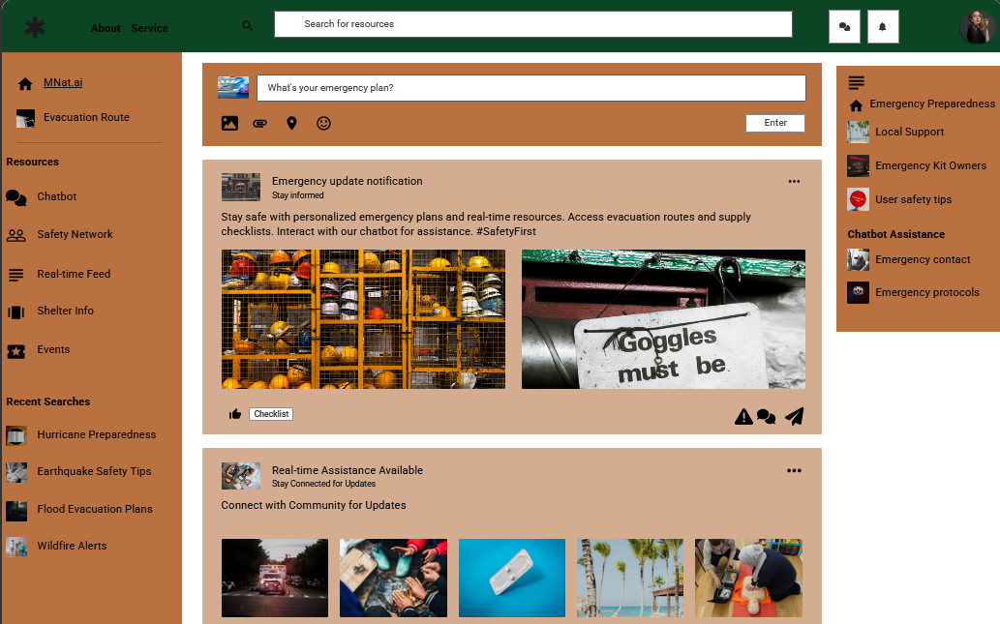 About
Service
Search for resources
MNat.ai
Evacuation Route
Resources
Chatbot
Safety Network
Real-time Feed
Shelter Info
Events
Recent Searches
Hurricane Preparedness
Earthquake Safety Tips
Flood Evacuation Plans
Wildfire Alerts
What's your emergency plan?
Enter
Emergency update notification
Stay informed
Stay safe with personalized emergency plans and real-time resources. Access evacuation routes and supply
checklists. Interact with our chatbot for assistance. #SafetyFirst
Goggles
must be
Checklist
Real-time Assistance Available
Stay Connected for Updates
Connect with Community for Updates
Emergency Preparedness
Local Support
Emergency Kit Owners
User safety tips
Chatbot Assistance
Emergency contact
Emergency protocols